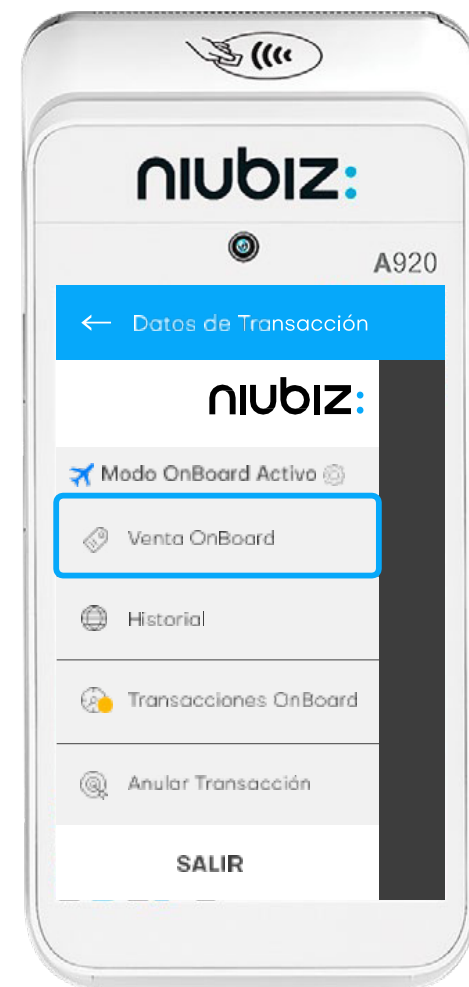 niubiz:
A920
← Datos de Transacción
niubiz:
Modo OnBoard Activo
Venta OnBoard
Historial
Transacciones OnBoard
Anular Transacción
SALIR